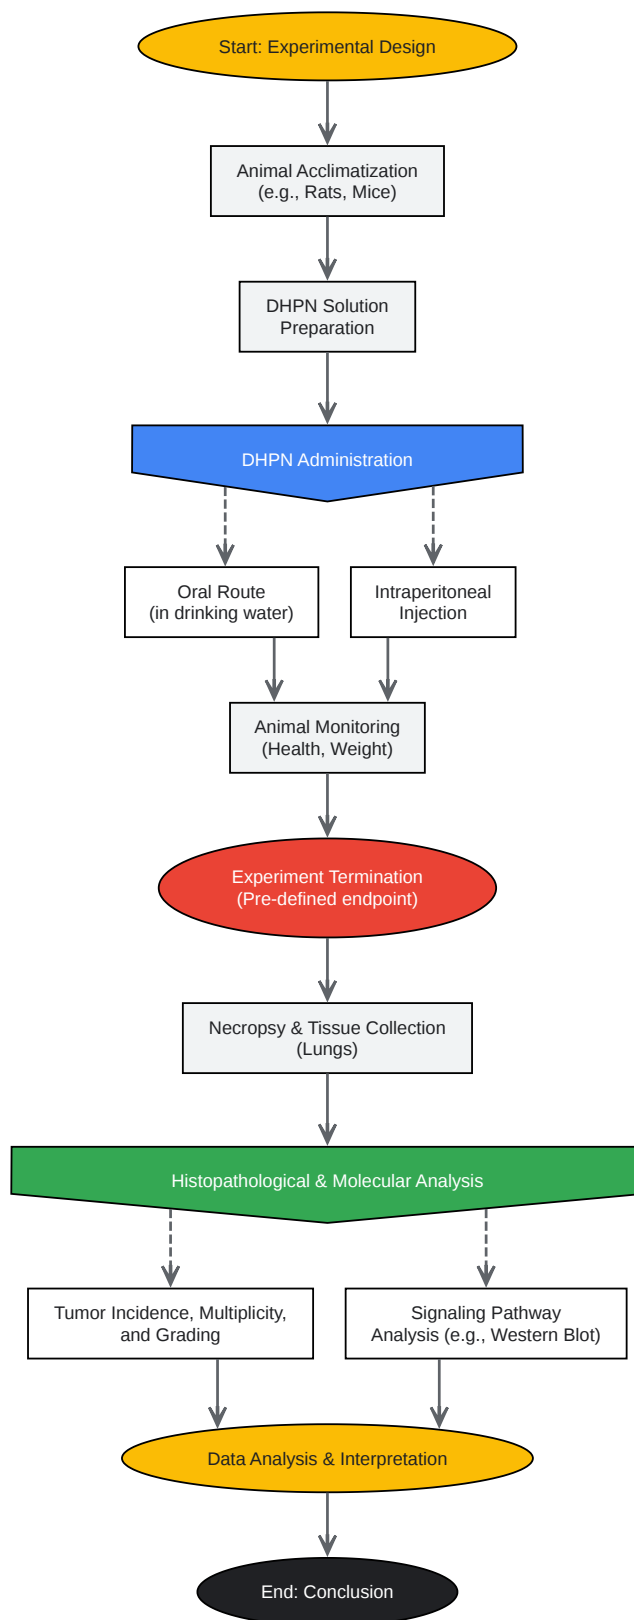 Start: Experimental Design
Animal Acclimatization
(e.g., Rats, Mice)
DHPN Solution
Preparation
DHPN Administration
Oral Route
(in drinking water)
Intraperitoneal
Injection
Animal Monitoring
(Health, Weight)
Experiment Termination
(Pre-defined endpoint)
Necropsy & Tissue Collection
(Lungs)
Histopathological & Molecular Analysis
Tumor Incidence, Multiplicity,
and Grading
Signaling Pathway
Analysis (e.g., Western Blot)
Data Analysis & Interpretation
End: Conclusion